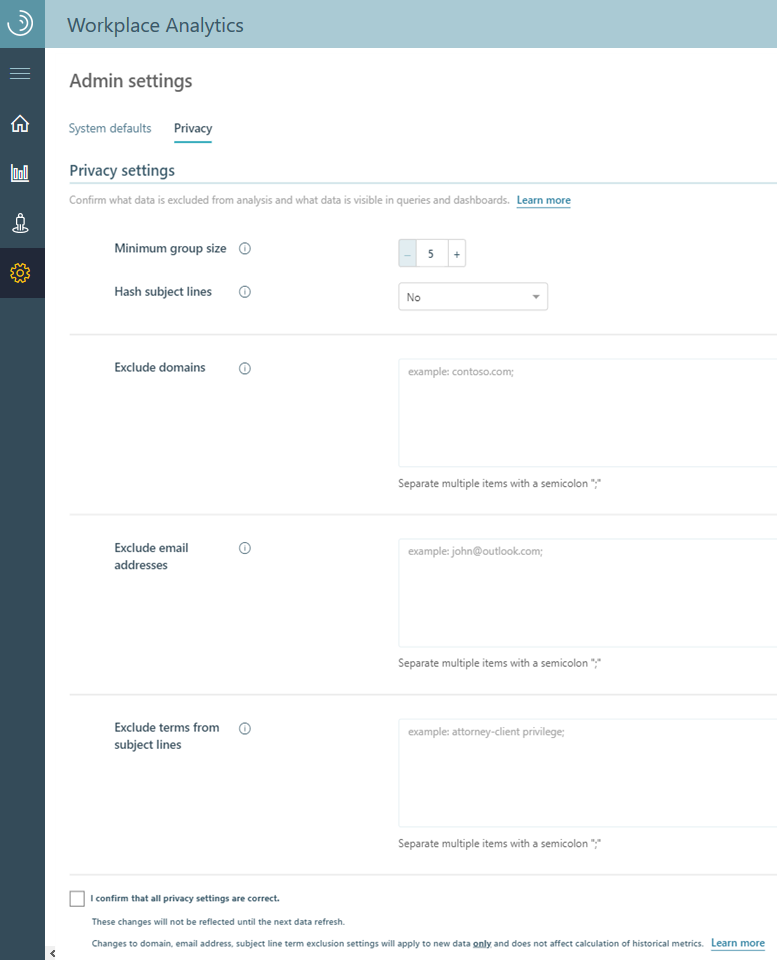 Workplace Analytics
Admin settings
System defaults Privacy
Privacy settings
Confirm what data is excluded from analysis and what data is visible in queries and dashboards. Learn more
Minimum group size – 5 +
Hash subject lines No
Exclude domains example: contoso.com;
Separate multiple items with a semicolon ";"
Exclude email
addresses
example: john@outlook.com;
Separate multiple items with a semicolon ";"
Exclude terms from
subject lines
example: attorney-client privilege;
Separate multiple items with a semicolon ";"
I confirm that all privacy settings are correct.
These changes will not be reflected until the next data refresh.
Changes to domain, email address, subject line term exclusion settings will apply to new data only and does not affect calculation of historical metrics. Learn more